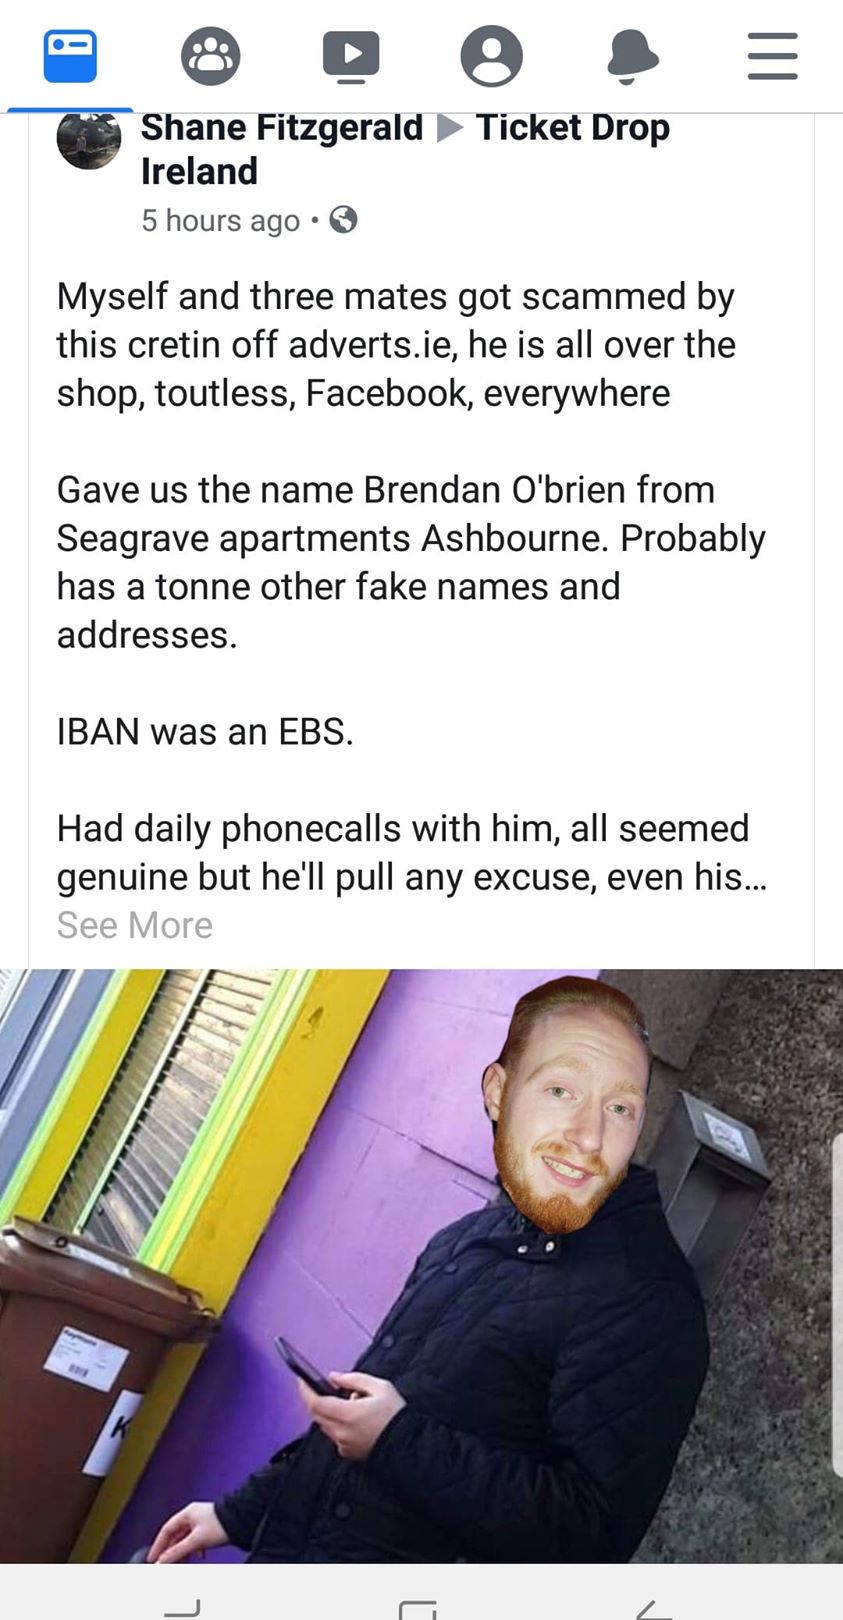 Shane Fitzgerald ▶ Ticket Drop
Ireland
5 hours ago •
Myself and three mates got scammed by
this cretin off adverts.ie, he is all over the
shop, toutless, Facebook, everywhere
Gave us the name Brendan O'brien from
Seagrave apartments Ashbourne. Probably
has a tonne other fake names and
addresses.
IBAN was an EBS.
Had daily phonecalls with him, all seemed
genuine but he'll pull any excuse, even his...
See More
K